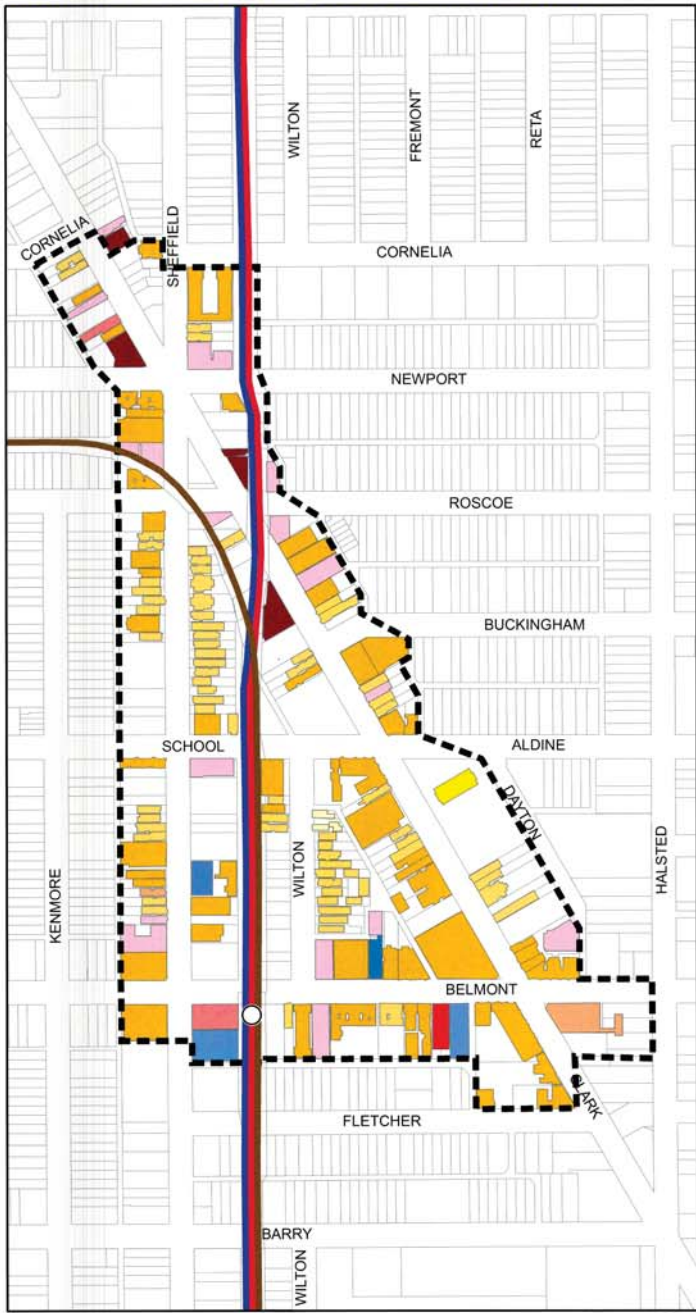 WILTON
FREMONT
RETA
CORNELIA
SHEFFIELD
CORNELIA
NEWPORT
ROSCOE
BUCKINGHAM
SCHOOL
ALDINE
DAYTON
KENMORE
WILTON
HALSTED
BELMONT
CLARK
FLETCHER
BARRY
WILTON